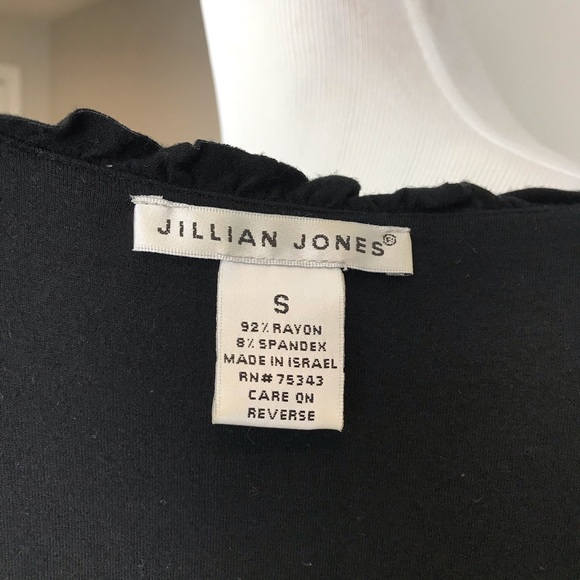 JILLIAN JONES®
S
92% RAYON
8% SPANDEX
MADE IN ISRAEL
RN# 75343
CARE ON
REVERSE